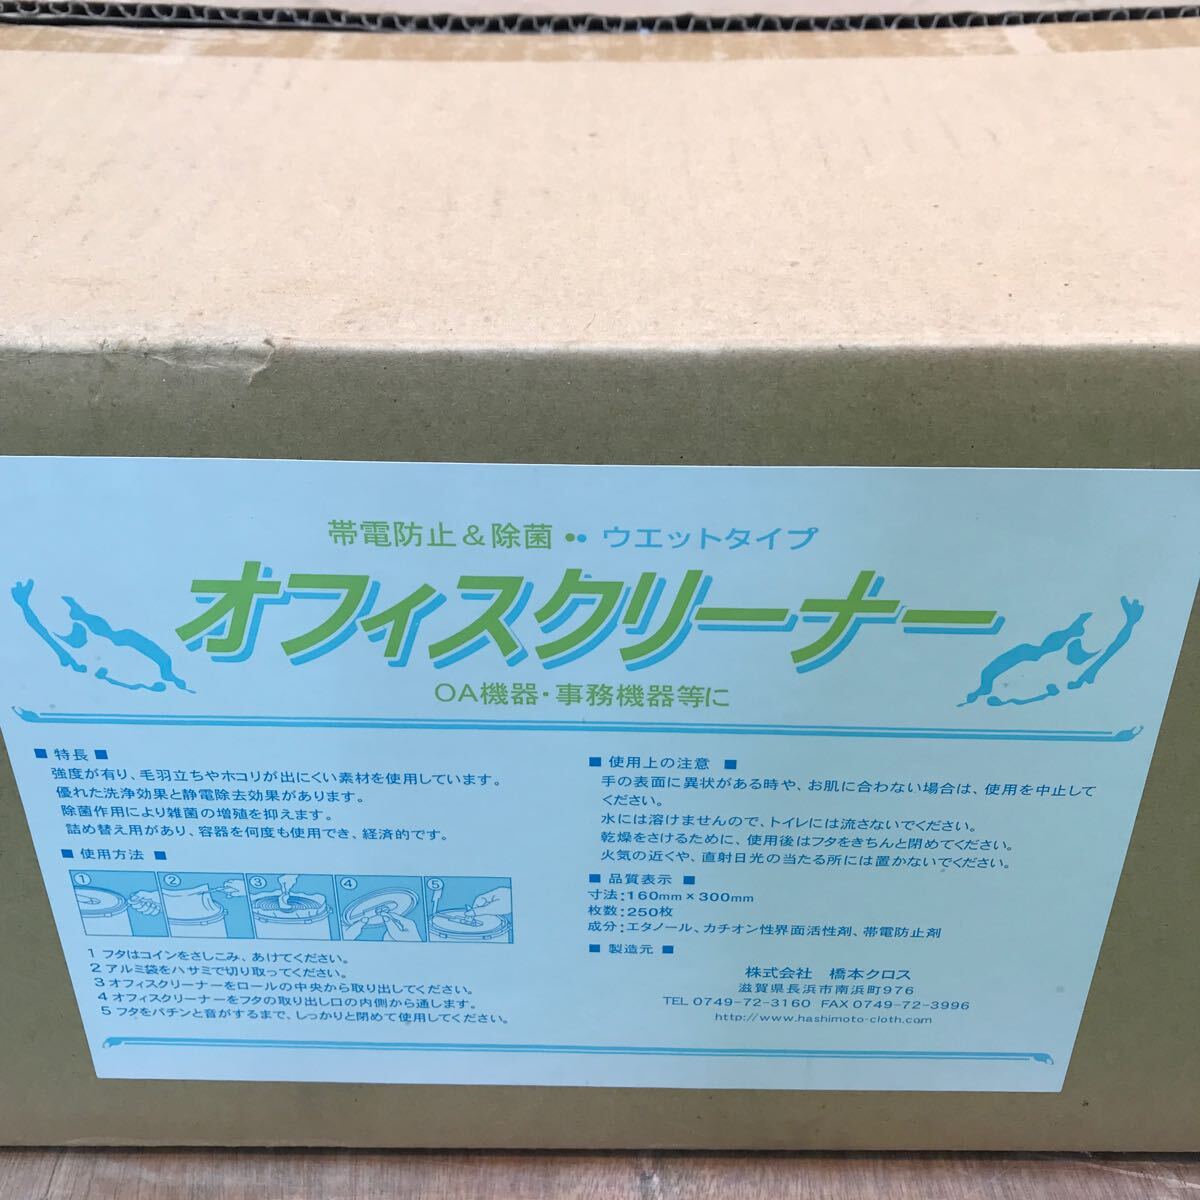 帯電防止&除菌••ウエットタイプ
オフィスクリーナー
OA機器・事務機器等に
■ 特長 ■
強度が有り、毛羽立ちやホコリが出にくい素材を使用しています。
優れた洗浄効果と静電除去効果があります。
除菌作用により雑菌の増殖を抑えます。
詰め替え用があり、容器を何度も使用でき、経済的です。
■ 使用方法 ■
① ② ③ ④ ⑤
1 フタはコインをさしこみ、あけてください。
2 アルミ袋をハサミで切り取ってください。
3 オフィスクリーナーをロールの中央から取り出してください。
4 オフィスクリーナーをフタの取り出し口の内側から通します。
5 フタをパチンと音がするまで、しっかりと閉めて使用してください。
■ 使用上の注意 ■
手の表面に異状がある時や、お肌に合わない場合は、使用を中止して
ください。
水には溶けませんので、トイレには流さないでください。
乾燥をさけるために、使用後はフタをきちんと閉めてください。
火気の近くや、直射日光の当たる所には置かないでください。
■ 品質表示 ■
寸法:160mm×300mm
枚数:250枚
成分:エタノール、カチオン性界面活性剤、帯電防止剤
■ 製造元 ■
株式会社 橋本クロス
滋賀県長浜市南浜町976
TEL 0749-72-3160 FAX 0749-72-3996
http://www.hashimoto-cloth.com